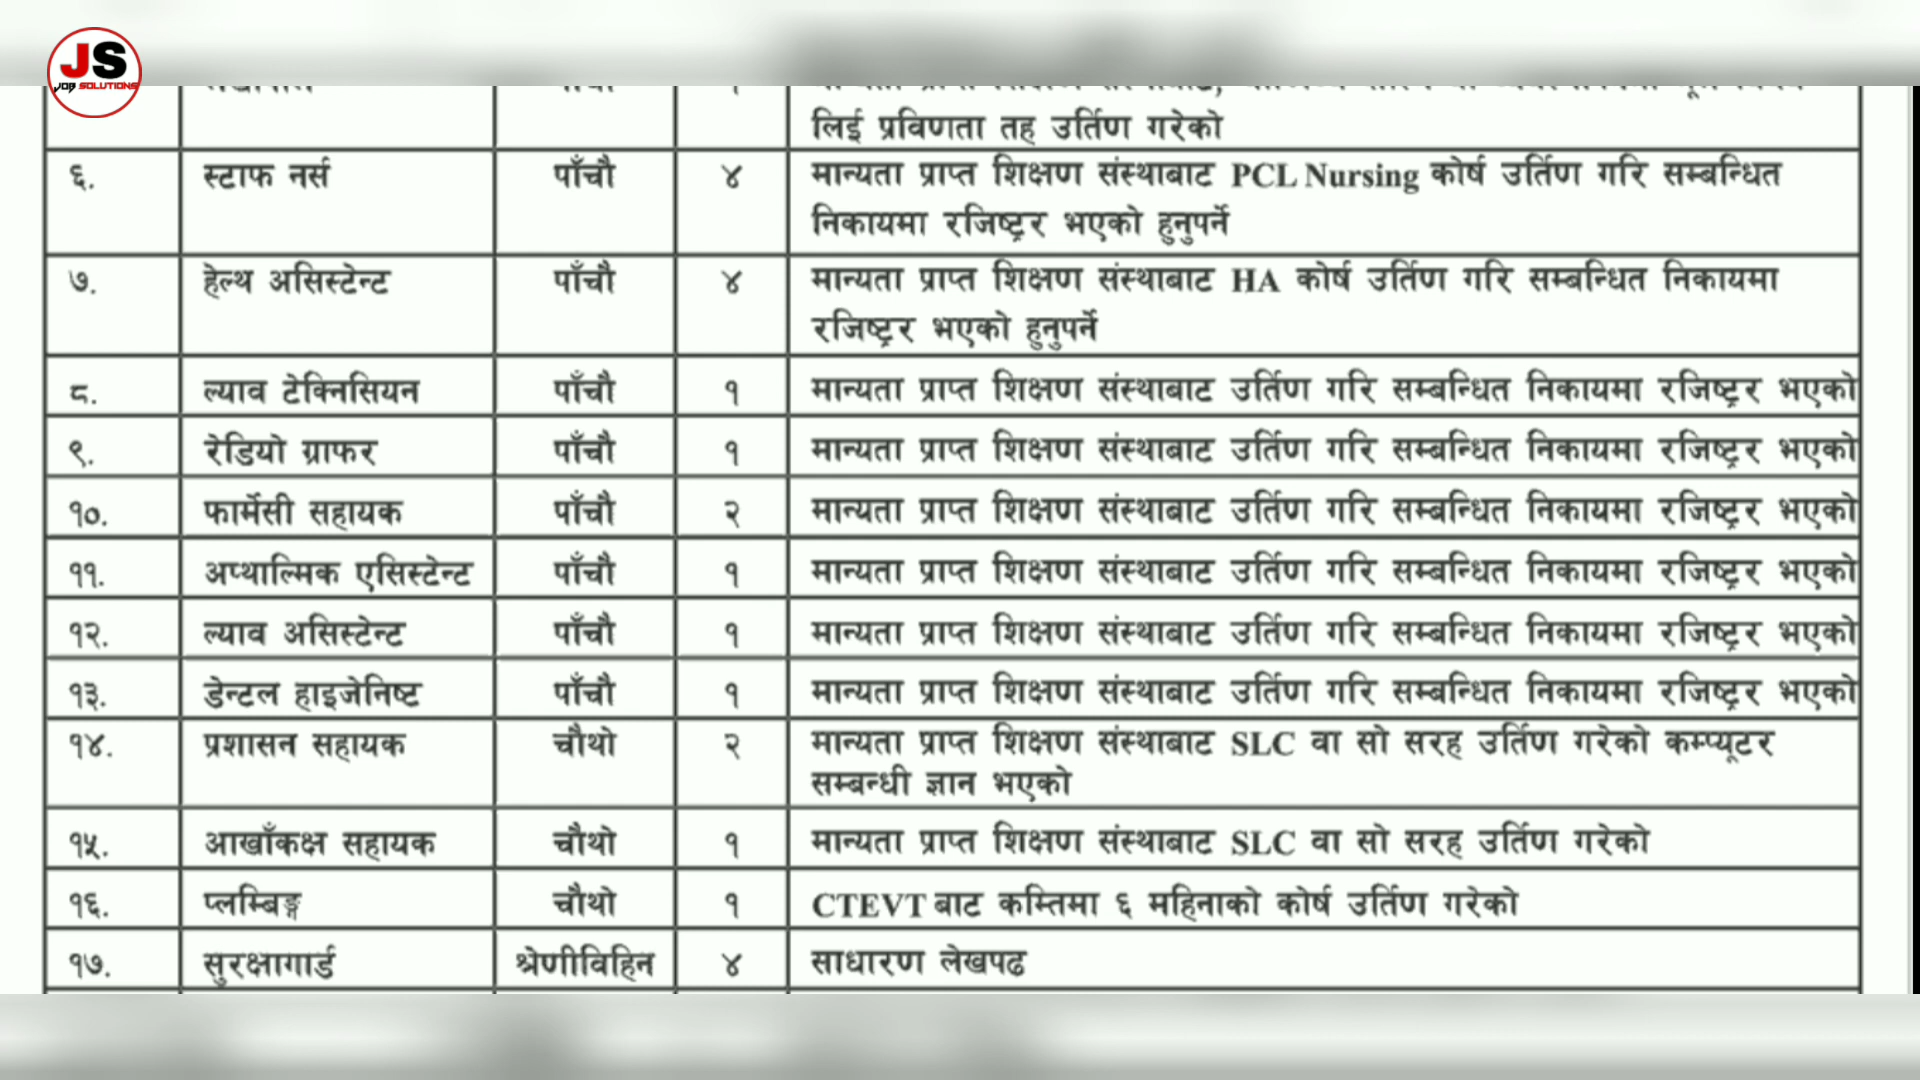 JS
JOB SOLUTIONS
लिई प्रविणता तह उर्तिण गरेको
६. स्टाफ नर्स पाँचौ ४ मान्यता प्राप्त शिक्षण संस्थाबाट PCL Nursing कोर्ष उर्तिण गरि सम्बन्धित
निकायमा रजिष्ट्रर भएको हुनुपर्ने
७. हेल्थ असिस्टेन्ट पाँचौ ४ मान्यता प्राप्त शिक्षण संस्थाबाट HA कोर्ष उर्तिण गरि सम्बन्धित निकायमा
रजिष्ट्रर भएको हुनुपर्ने
८. ल्याव टेक्निसियन पाँचौ १ मान्यता प्राप्त शिक्षण संस्थाबाट उर्तिण गरि सम्बन्धित निकायमा रजिष्ट्रर भएको
९. रेडियो ग्राफर पाँचौ १ मान्यता प्राप्त शिक्षण संस्थाबाट उर्तिण गरि सम्बन्धित निकायमा रजिष्ट्रर भएको
१०. फार्मेसी सहायक पाँचौ २ मान्यता प्राप्त शिक्षण संस्थाबाट उर्तिण गरि सम्बन्धित निकायमा रजिष्ट्रर भएको
११. अप्थाल्मिक एसिस्टेन्ट पाँचौ १ मान्यता प्राप्त शिक्षण संस्थाबाट उर्तिण गरि सम्बन्धित निकायमा रजिष्ट्रर भएको
१२. ल्याव असिस्टेन्ट पाँचौ १ मान्यता प्राप्त शिक्षण संस्थाबाट उर्तिण गरि सम्बन्धित निकायमा रजिष्ट्रर भएको
१३. डेन्टल हाइजेनिष्ट पाँचौ १ मान्यता प्राप्त शिक्षण संस्थाबाट उर्तिण गरि सम्बन्धित निकायमा रजिष्ट्रर भएको
१४. प्रशासन सहायक चौथो २ मान्यता प्राप्त शिक्षण संस्थाबाट SLC वा सो सरह उर्तिण गरेको कम्प्यूटर
सम्बन्धी ज्ञान भएको
१५. आखाँकक्ष सहायक चौथो १ मान्यता प्राप्त शिक्षण संस्थाबाट SLC वा सो सरह उर्तिण गरेको
१६. प्लम्बिङ्ग चौथो १ CTEVT बाट कम्तिमा ६ महिनाको कोर्ष उर्तिण गरेको
१७. सुरक्षागार्ड श्रेणीविहिन ४ साधारण लेखपढ